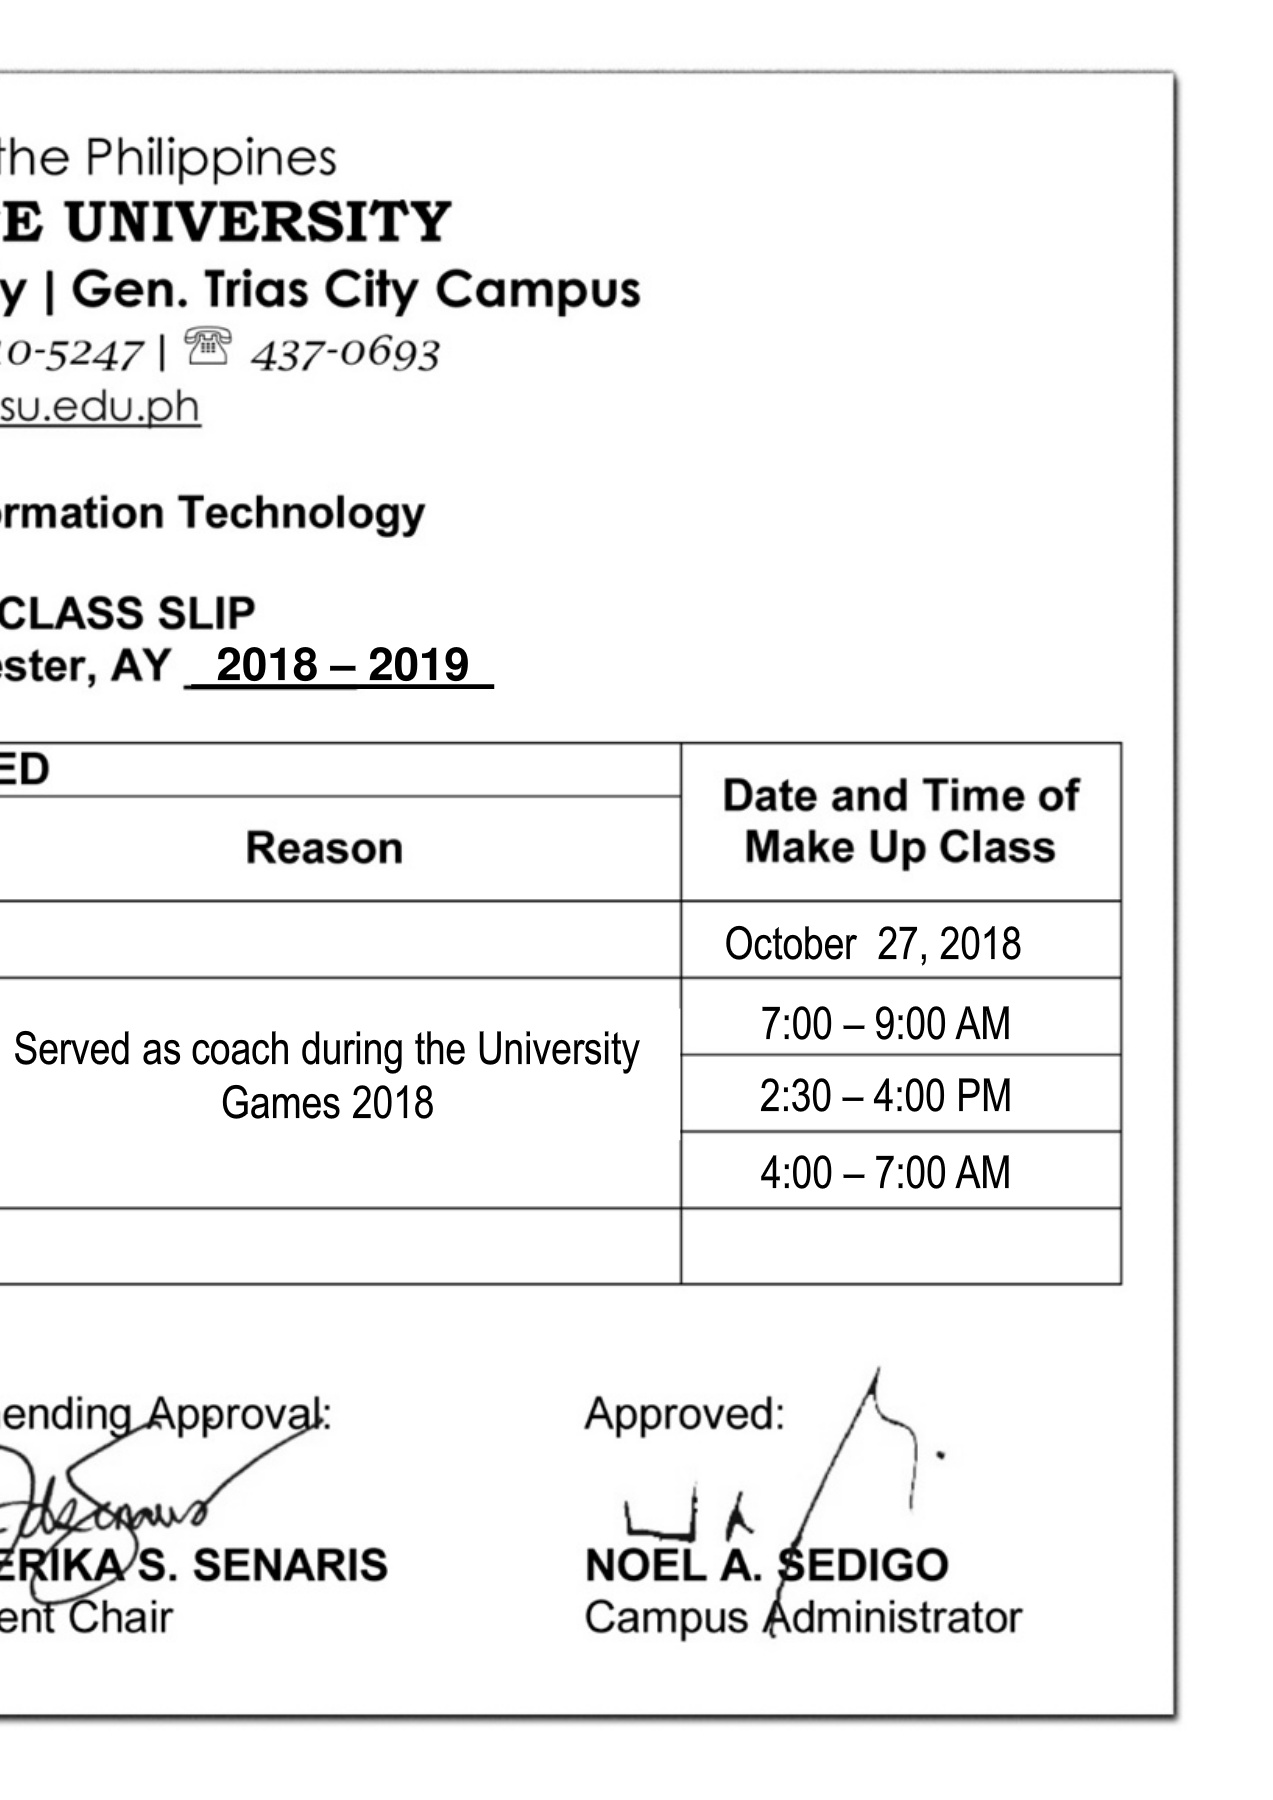 the Philippines
E UNIVERSITY
y | Gen. Trias City Campus
0-5247 | ☏ 437-0693
su.edu.ph
ormation Technology
CLASS SLIP
ester, AY 2018 – 2019
ED
Date and Time of
Make Up Class
Reason
October 27, 2018
Served as coach during the University
Games 2018
7:00 – 9:00 AM
2:30 – 4:00 PM
4:00 – 7:00 AM
ending Approval:
Approved:
ERIKA S. SENARIS
NOEL A. SEDIGO
ent Chair
Campus Administrator